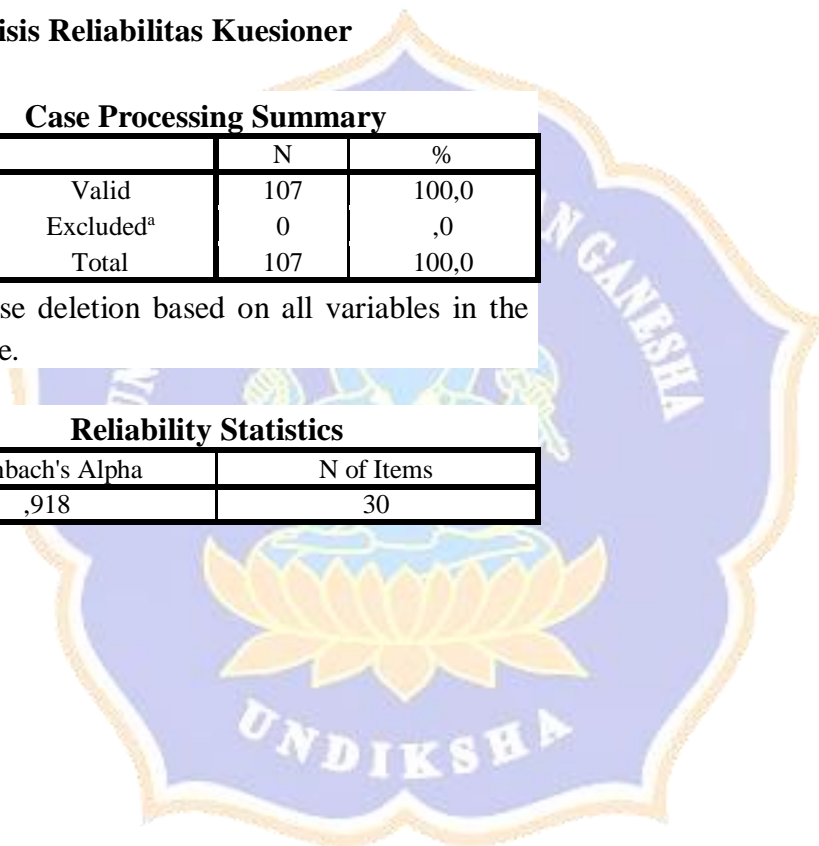 isis Reliabilitas Kuesioner
Case Processing Summary
N %
Valid 107 100,0
Excludedᵃ 0 ,0
Total 107 100,0
se deletion based on all variables in the
e.
Reliability Statistics
nbach's Alpha N of Items
,918 30
UN N GANESHA
UNDIKSHA